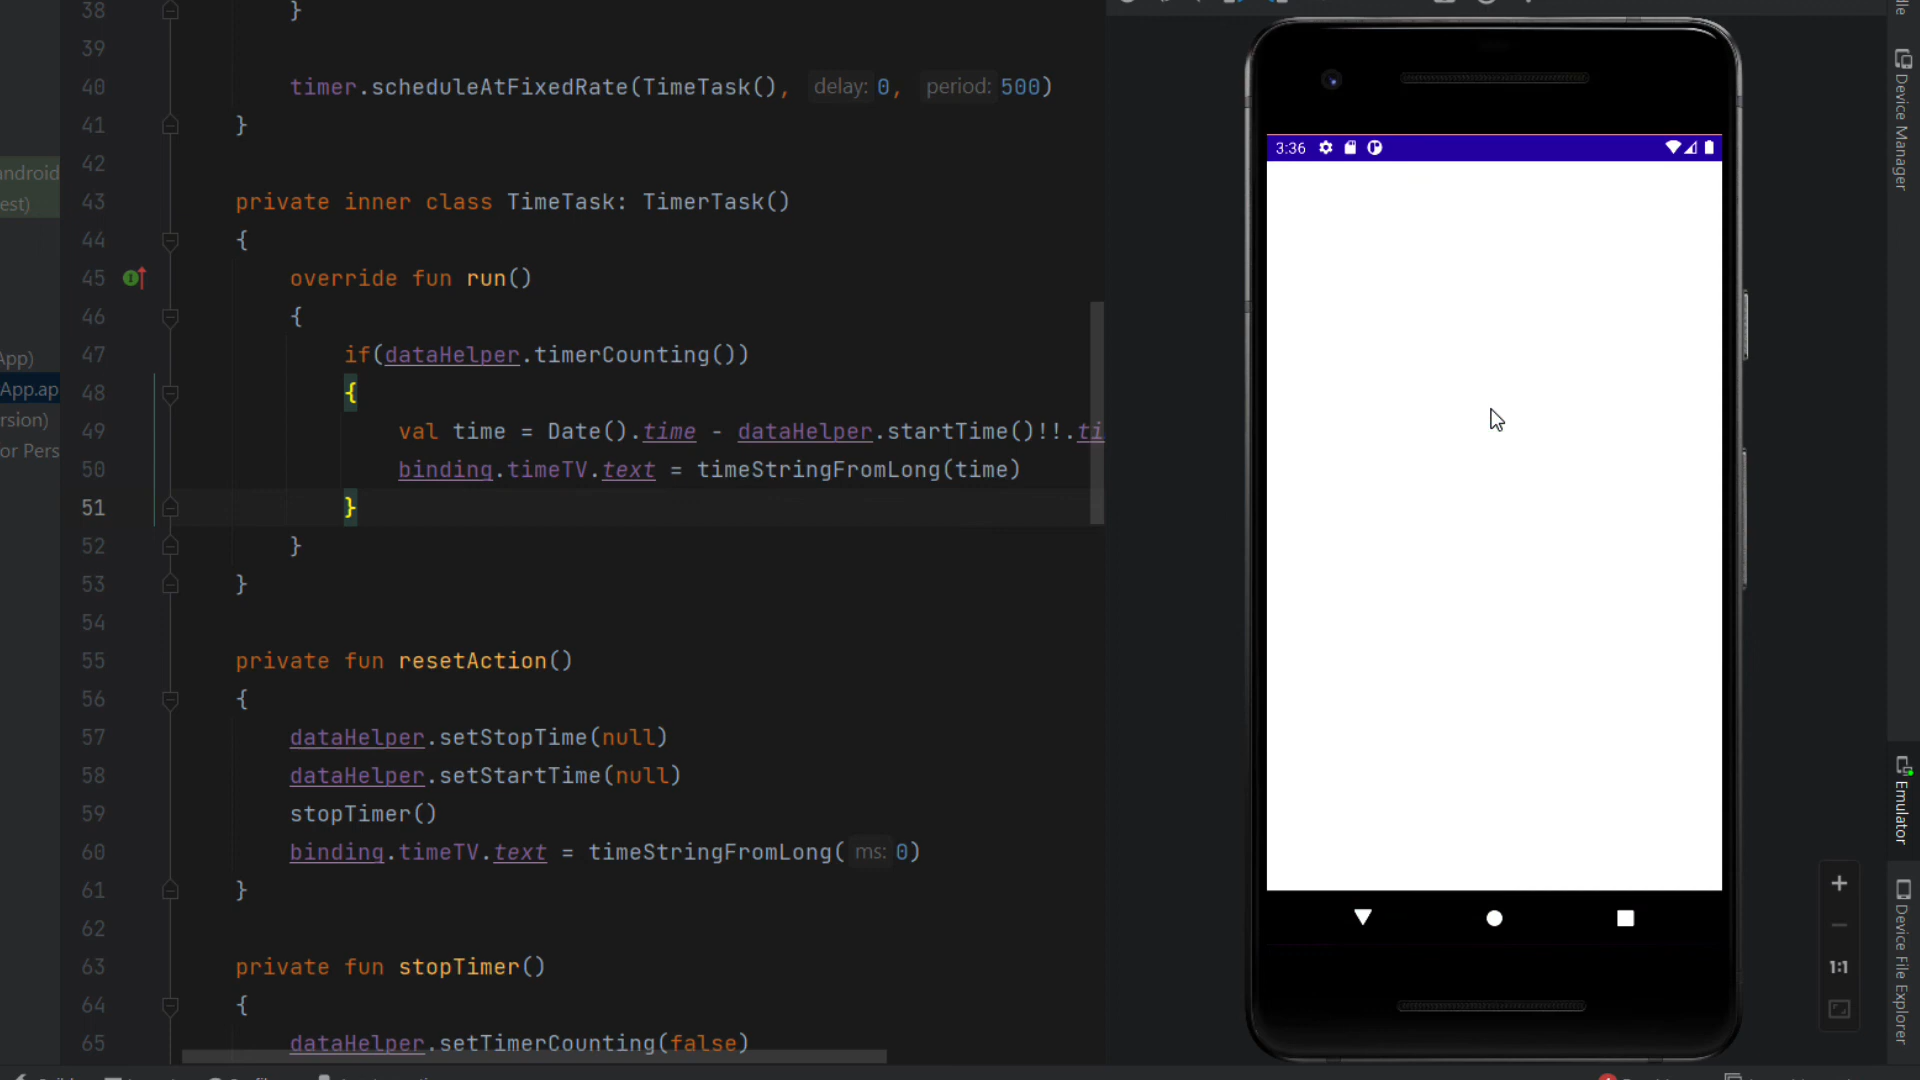 38 }
39
40 timer.scheduleAtFixedRate(TimeTask(), delay: 0, period: 500)
41 }
42
43 private inner class TimeTask: TimerTask()
44 {
45 override fun run()
46 {
47 if(dataHelper.timerCounting())
48 {
49 val time = Date().time - dataHelper.startTime()!!.ti
50 binding.timeTV.text = timeStringFromLong(time)
51 }
52 }
53 }
54
55 private fun resetAction()
56 {
57 dataHelper.setStopTime(null)
58 dataHelper.setStartTime(null)
59 stopTimer()
60 binding.timeTV.text = timeStringFromLong( ms: 0)
61 }
62
63 private fun stopTimer()
64 {
65 dataHelper.setTimerCounting(false)
android
est)
App)
App.ap
rsion)
or Pers
3:36
1:1
Device Manager
Emulator
Device File Explorer